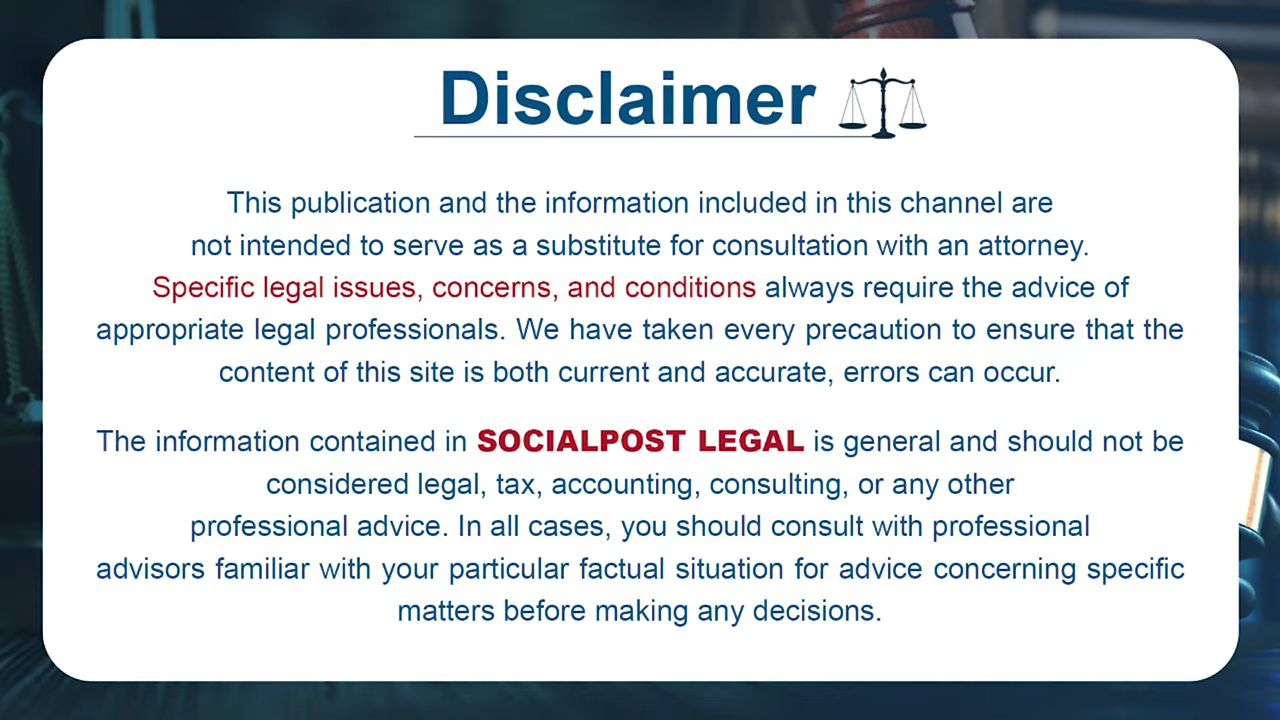 Disclaimer
This publication and the information included in this channel are
not intended to serve as a substitute for consultation with an attorney.
Specific legal issues, concerns, and conditions always require the advice of
appropriate legal professionals. We have taken every precaution to ensure that the
content of this site is both current and accurate, errors can occur.
The information contained in SOCIALPOST LEGAL is general and should not be
considered legal, tax, accounting, consulting, or any other
professional advice. In all cases, you should consult with professional
advisors familiar with your particular factual situation for advice concerning specific
matters before making any decisions.